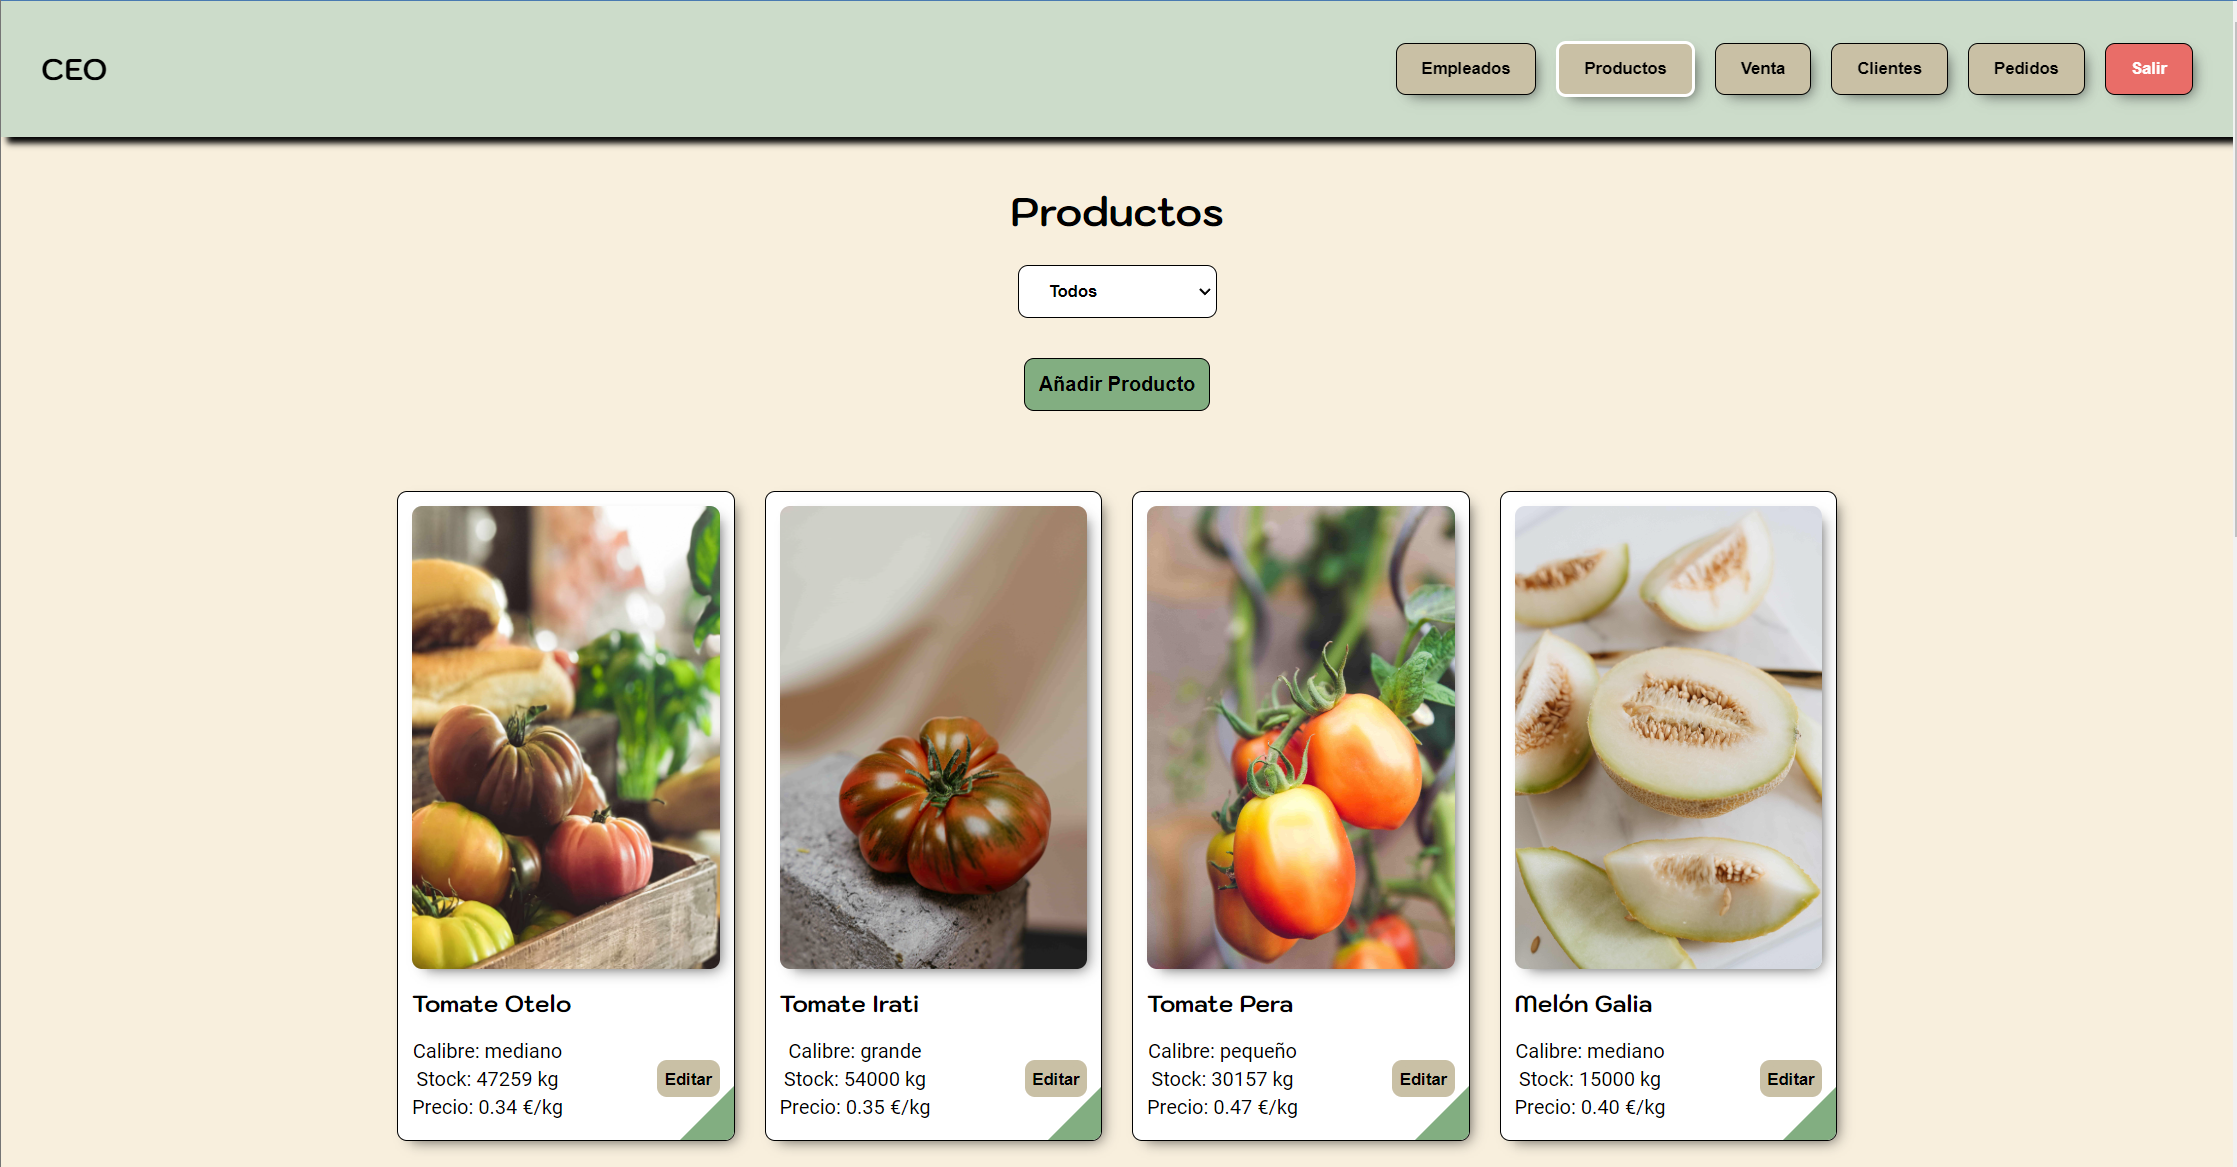 CEO
Empleados
Productos
Venta
Clientes
Pedidos
Salir
Productos
Todos
Añadir Producto
Tomate Otelo
Calibre: mediano
Stock: 47259 kg
Precio: 0.34 €/kg
Editar
Tomate Irati
Calibre: grande
Stock: 54000 kg
Precio: 0.35 €/kg
Editar
Tomate Pera
Calibre: pequeño
Stock: 30157 kg
Precio: 0.47 €/kg
Editar
Melón Galia
Calibre: mediano
Stock: 15000 kg
Precio: 0.40 €/kg
Editar